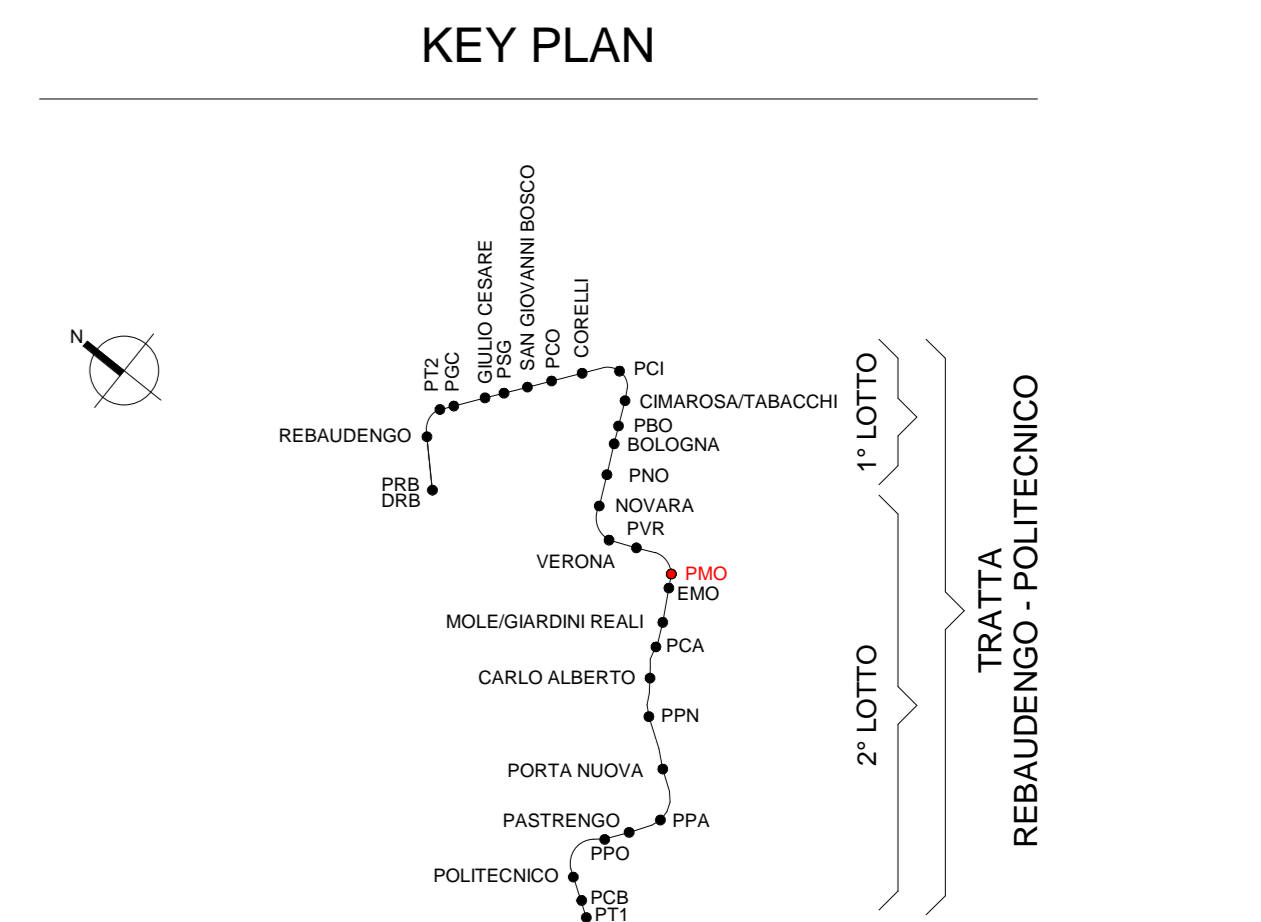 KEY PLAN
N
PT2
PGC
GIULIO CESARE
PSG
SAN GIOVANNI BOSCO
PCO
CORELLI
PCI
CIMAROSA/TABACCHI
PBO
BOLOGNA
REBAUDENGO
PRB
DRB
PNO
NOVARA
PVR
VERONA
PMO
EMO
MOLE/GIARDINI REALI
PCA
CARLO ALBERTO
PPN
PORTA NUOVA
PASTRENGO
PPA
PPO
POLITECNICO
PCB
PT1
1° LOTTO
2° LOTTO
TRATTA
REBAUDENGO - POLITECNICO